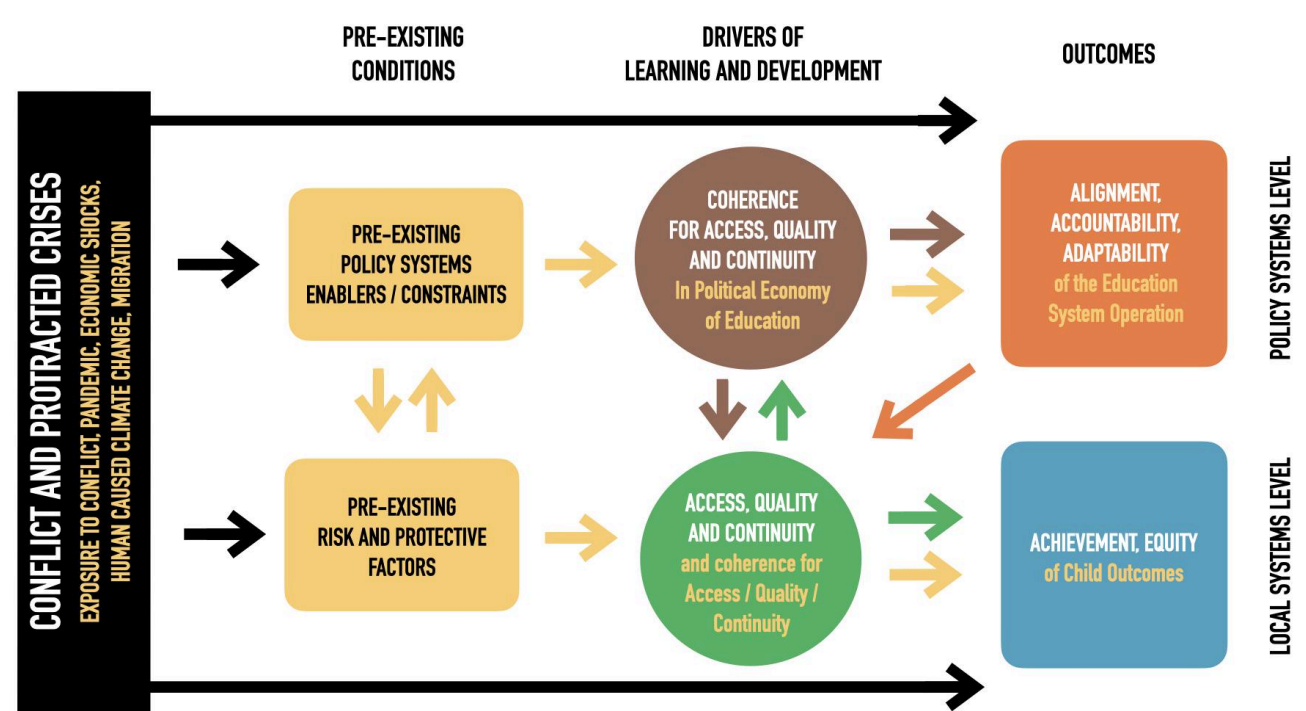 PRE-EXISTING
CONDITIONS
DRIVERS OF
LEARNING AND DEVELOPMENT
OUTCOMES
CONFLICT AND PROTRACTED CRISES
EXPOSURE TO CONFLICT, PANDEMIC, ECONOMIC SHOCKS,
HUMAN CAUSED CLIMATE CHANGE, MIGRATION
PRE-EXISTING
POLICY SYSTEMS
ENABLERS / CONSTRAINTS
COHERENCE
FOR ACCESS, QUALITY
AND CONTINUITY
In Political Economy
of Education
ALIGNMENT,
ACCOUNTABILITY,
ADAPTABILITY
of the Education
System Operation
POLICY SYSTEMS LEVEL
PRE-EXISTING
RISK AND PROTECTIVE
FACTORS
ACCESS, QUALITY
AND CONTINUITY
and coherence for
Access / Quality /
Continuity
ACHIEVEMENT, EQUITY
of Child Outcomes
LOCAL SYSTEMS LEVEL